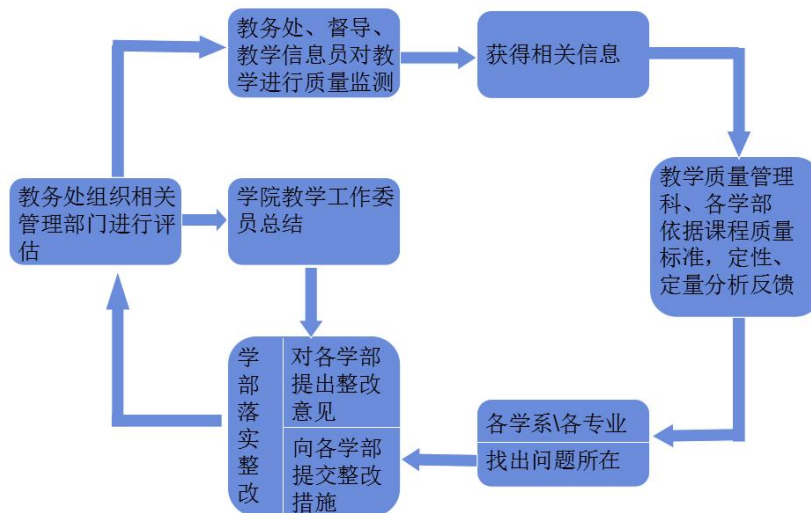 教务处、督导、
教学信息员对教
学进行质量监测
获得相关信息
教学质量管理
科、各学部
依据课程质量
标准，定性、
定量分析反馈
各学系\各专业
找出问题所在
对各学部
提出整改
意见
向各学部
提交整改
措施
学部落实整改
教务处组织相关
管理部门进行评
估
学院教学工作委
员总结